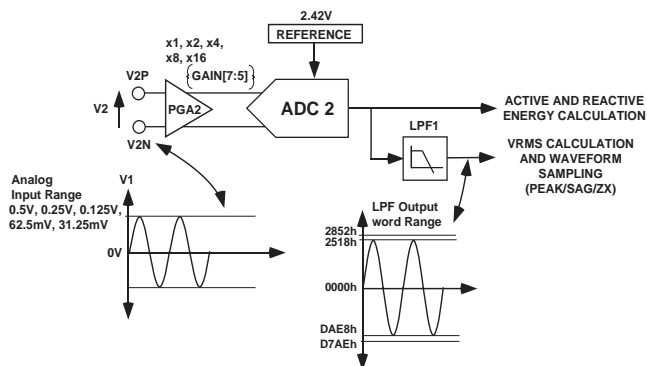 2.42V
REFERENCE
x1, x2, x4,
x8, x16
{GAIN[7:5]}
V2P
V2
PGA2
V2N
ADC 2
ACTIVE AND REACTIVE
ENERGY CALCULATION
LPF1
VRMS CALCULATION
AND WAVEFORM
SAMPLING
(PEAK/SAG/ZX)
Analog
Input Range
0.5V, 0.25V, 0.125V,
62.5mV, 31.25mV
V1
0V
LPF Output
word Range
2852h
2518h
0000h
DAE8h
D7AEh